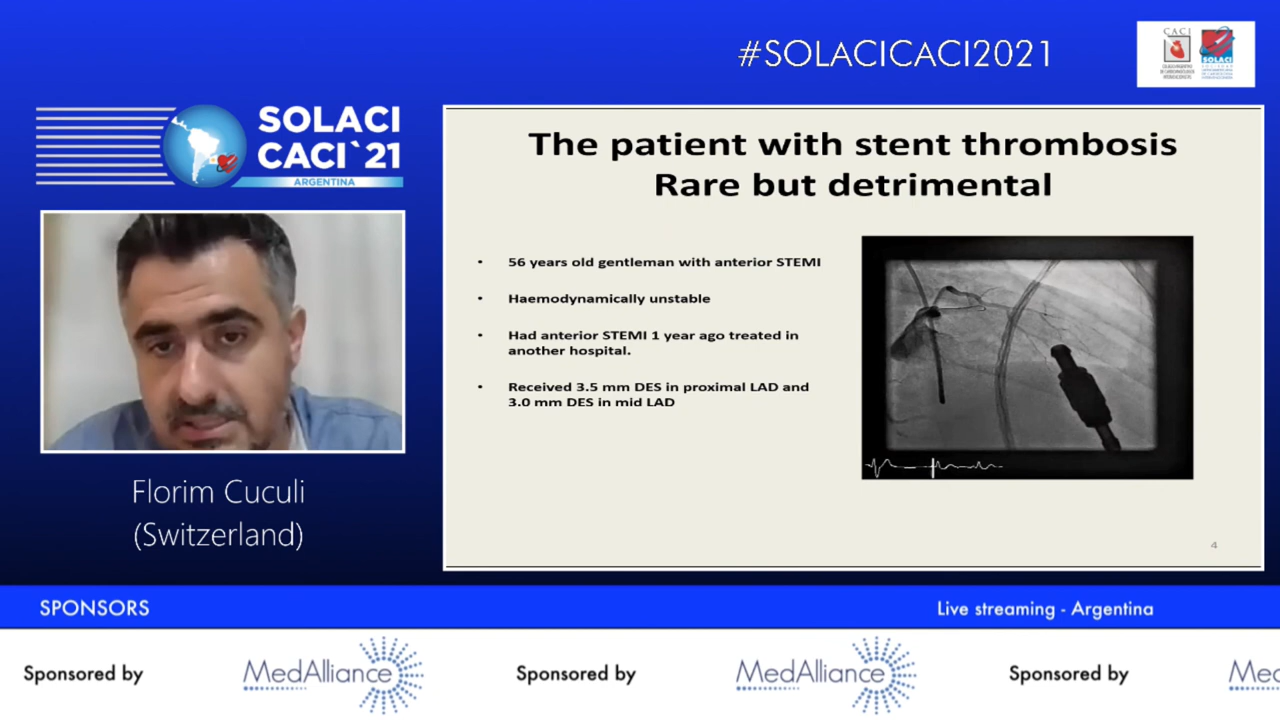 #SOLACICACI2021
CACI
SOLACI
SOLACI
CACI`21
ARGENTINA
The patient with stent thrombosis
Rare but detrimental
• 56 years old gentleman with anterior STEMI
• Haemodynamically unstable
• Had anterior STEMI 1 year ago treated in
another hospital.
• Received 3.5 mm DES in proximal LAD and
3.0 mm DES in mid LAD
4
Florim Cuculi
(Switzerland)
SPONSORS
Live streaming - Argentina
Sponsored by
MedAlliance
Sponsored by
MedAlliance
Sponsored by
Med